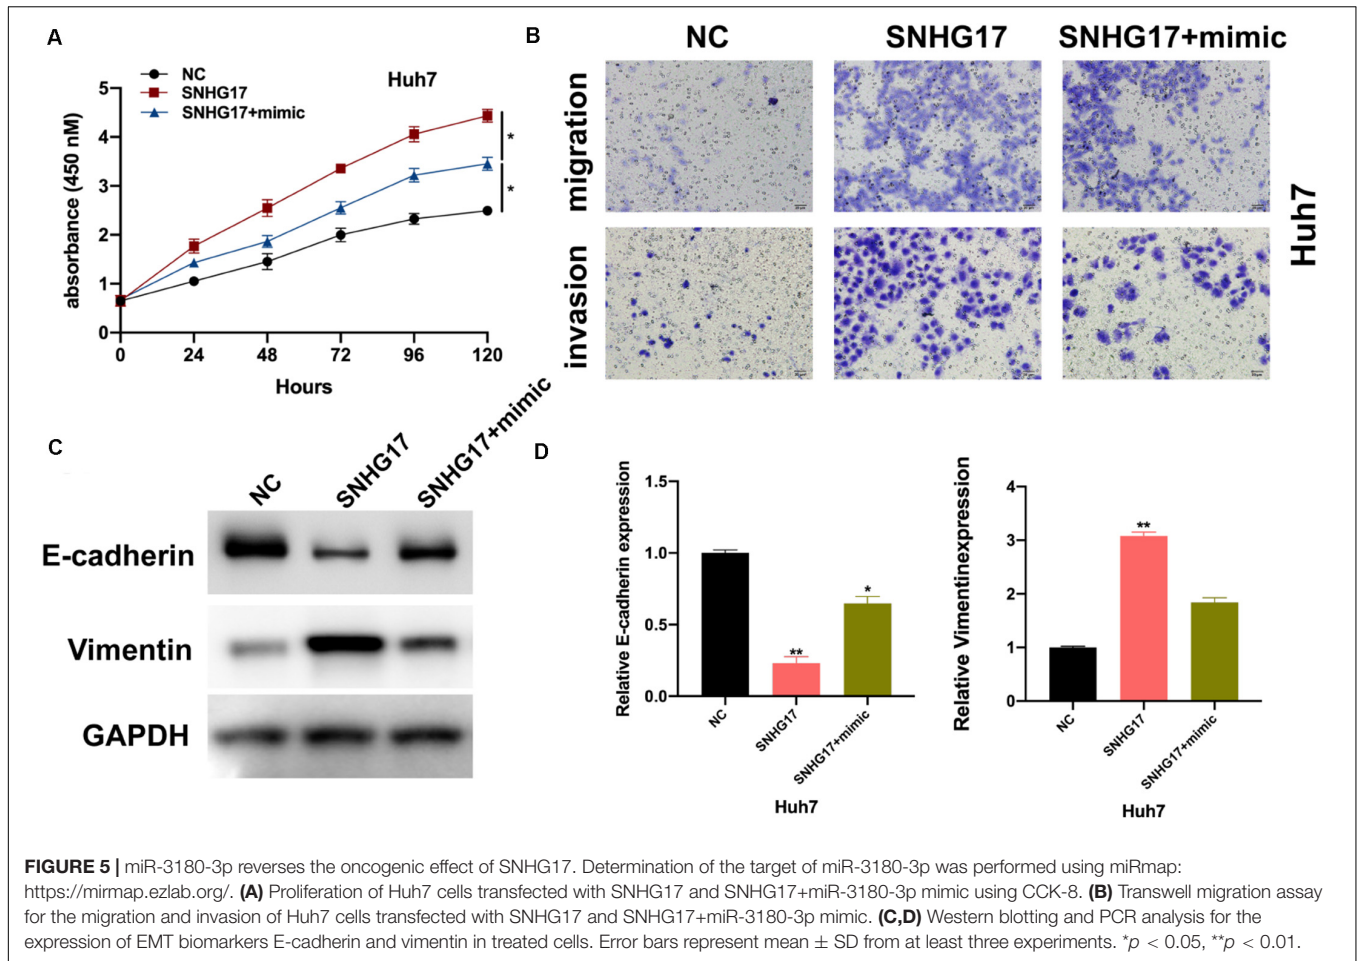 A
NC
SNHG17
SNHG17+mimic
Huh7
absorbance (450 nM)
5
4
3
2
1
0
0 24 48 72 96 120
Hours
*
*
B
NC SNHG17 SNHG17+mimic
migration
invasion
Huh7
C
NC SNHG17 SNHG17+mimic
E-cadherin
Vimentin
GAPDH
D
Relative E-cadherin expression
1.5
1.0
0.5
0.0
**
*
NC SNHG17 SNHG17+mimic
Huh7
Relative Vimentinexpression
4
3
2
1
0
**
NC SNHG17 SNHG17+mimic
Huh7
FIGURE 5 | miR-3180-3p reverses the oncogenic effect of SNHG17. Determination of the target of miR-3180-3p was performed using miRmap:
https://mirmap.ezlab.org/. (A) Proliferation of Huh7 cells transfected with SNHG17 and SNHG17+miR-3180-3p mimic using CCK-8. (B) Transwell migration assay
for the migration and invasion of Huh7 cells transfected with SNHG17 and SNHG17+miR-3180-3p mimic. (C,D) Western blotting and PCR analysis for the
expression of EMT biomarkers E-cadherin and vimentin in treated cells. Error bars represent mean ± SD from at least three experiments. *p < 0.05, **p < 0.01.